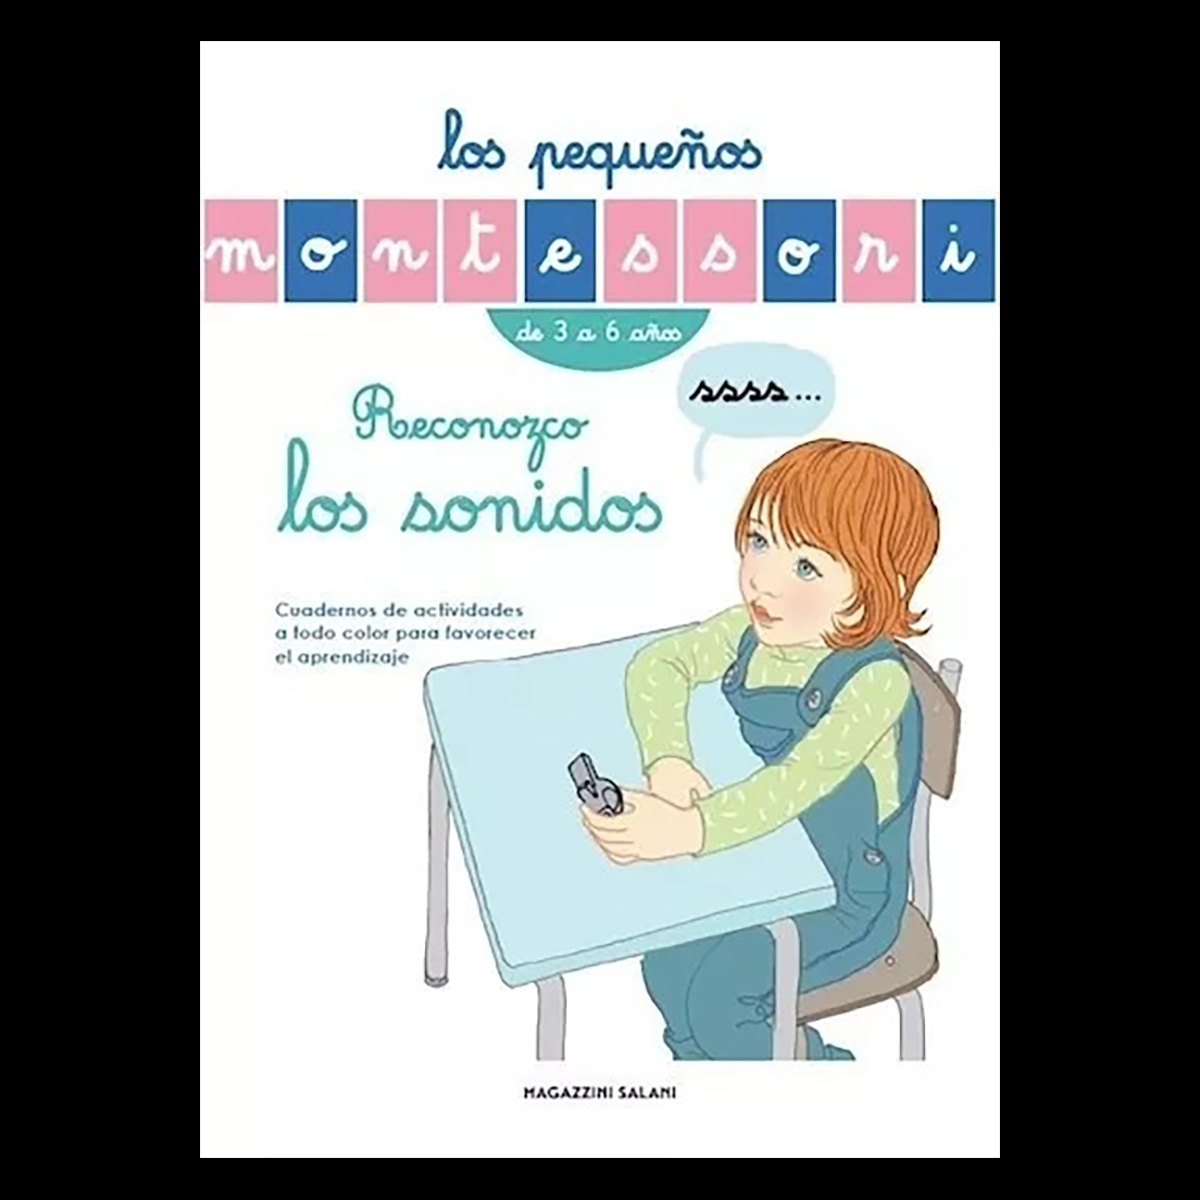 los pequeños
montessori
de 3 a 6 años
ssss...
Reconozco
los sonidos
Cuadernos de actividades
a todo color para favorecer
el aprendizaje
MAGAZZINI SALANI